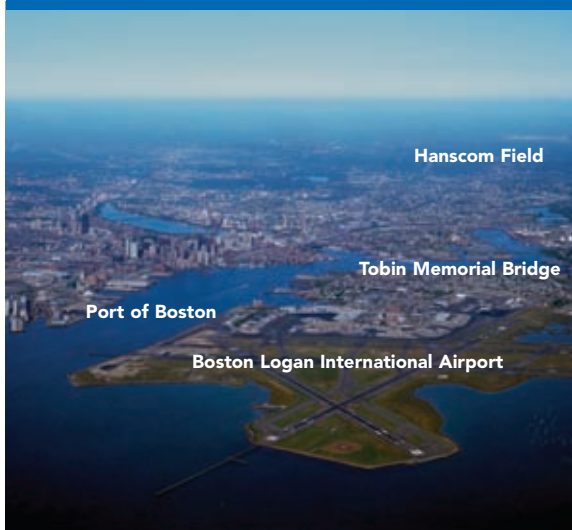 Hanscom Field
Tobin Memorial Bridge
Port of Boston
Boston Logan International Airport